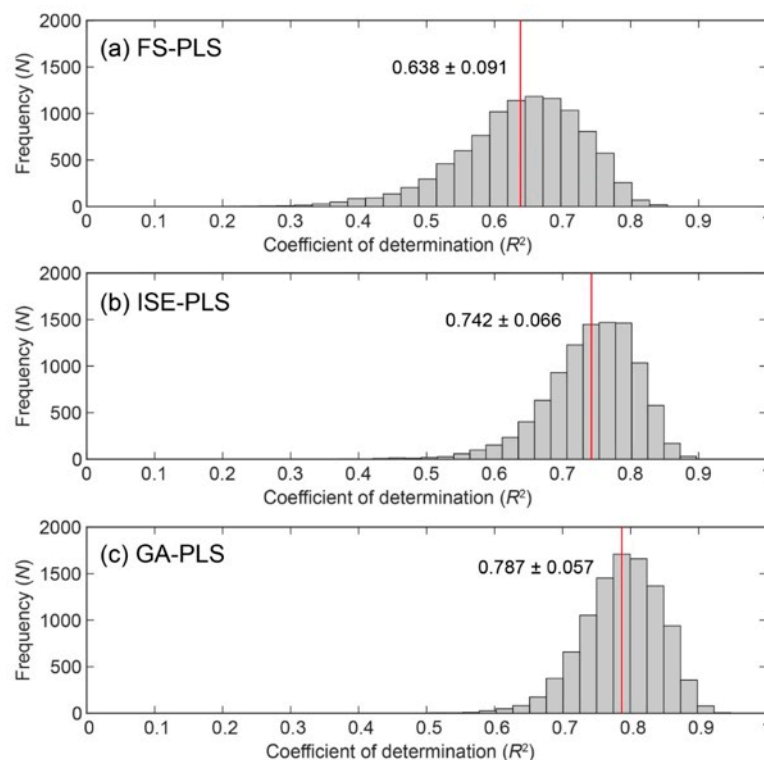 2000
(a) FS-PLS
1500
0.638 ± 0.091
1000
500
0
Frequency (N)
0 0.1 0.2 0.3 0.4 0.5 0.6 0.7 0.8 0.9 1
Coefficient of determination (R²)
2000
(b) ISE-PLS
1500
0.742 ± 0.066
1000
500
0
Frequency (N)
0 0.1 0.2 0.3 0.4 0.5 0.6 0.7 0.8 0.9
Coefficient of determination (R²)
2000
(c) GA-PLS
1500
0.787 ± 0.057
1000
500
0
Frequency (N)
0 0.1 0.2 0.3 0.4 0.5 0.6 0.7 0.8 0.9
Coefficient of determination (R²)